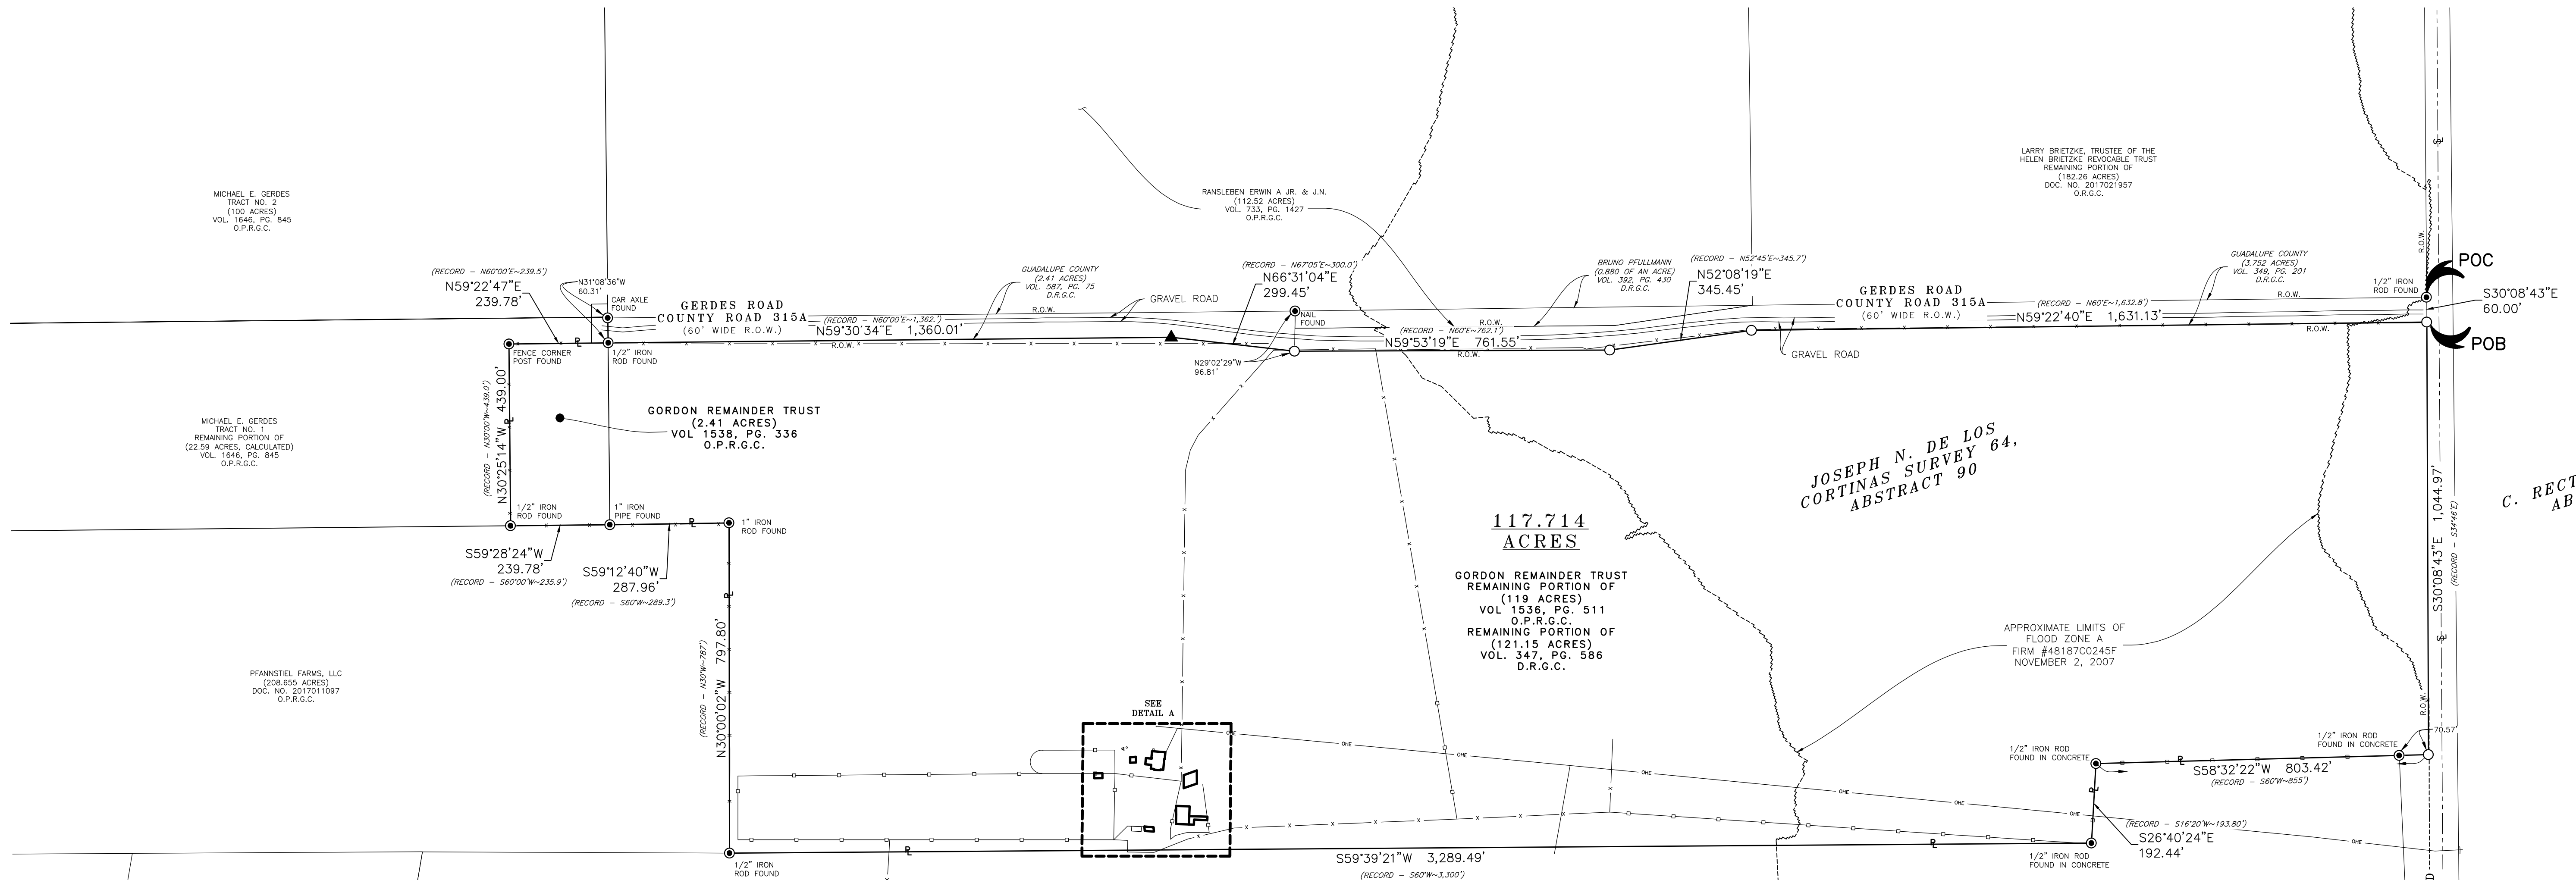 MICHAEL E. GERDES
TRACT NO. 2
(100 ACRES)
VOL. 1646, PG. 845
O.P.R.G.C.
RANSLEBEN ERWIN A JR. & J.N.
(112.52 ACRES)
VOL. 733, PG. 1427
O.P.R.G.C.
LARRY BRIETZKE, TRUSTEE OF THE
HELEN BRIETZKE REVOCABLE TRUST
REMAINING PORTION OF
(182.26 ACRES)
DOC. NO. 2017021957
O.R.G.C.
R.O.W.
(RECORD - N60°00'E~239.5')
N59°22'47"E
239.78'
N31°08'36"W
60.31'
CAR AXLE
FOUND
GERDES ROAD
COUNTY ROAD 315A
(60' WIDE R.O.W.)
(RECORD - N60°00'E~1,362.')
N59°30'34"E 1,360.01'
R.O.W.
GUADALUPE COUNTY
(2.41 ACRES)
VOL. 587, PG. 75
D.R.G.C.
GRAVEL ROAD
R.O.W.
(RECORD - N67°05'E~300.0')
N66°31'04"E
299.45'
NAIL
FOUND
N29°02'29"W
96.81'
(RECORD - N60°E~762.1')
N59°53'19"E 761.55'
R.O.W.
R.O.W.
BRUNO PFULLMANN
(0.880 OF AN ACRE)
VOL. 392, PG. 430
D.R.G.C.
(RECORD - N52°45'E~345.7')
N52°08'19"E
345.45'
GRAVEL ROAD
GERDES ROAD
COUNTY ROAD 315A
(60' WIDE R.O.W.)
(RECORD - N60°E~1,632.8')
N59°22'40"E 1,631.13'
R.O.W.
R.O.W.
GUADALUPE COUNTY
(3.752 ACRES)
VOL. 349, PG. 201
D.R.G.C.
1/2" IRON
ROD FOUND
POC
S30°08'43"E
60.00'
POB
FENCE CORNER
POST FOUND
1/2" IRON
ROD FOUND
MICHAEL E. GERDES
TRACT NO. 1
REMAINING PORTION OF
(22.59 ACRES, CALCULATED)
VOL. 1646, PG. 845
O.P.R.G.C.
(RECORD - N30°00'W~439.0')
N30°25'14"W 439.00'
GORDON REMAINDER TRUST
(2.41 ACRES)
VOL 1538, PG. 336
O.P.R.G.C.
JOSEPH N. DE LOS
CORTINAS SURVEY 64,
ABSTRACT 90
C. RECT
AB
1/2" IRON
ROD FOUND
1" IRON
PIPE FOUND
1" IRON
ROD FOUND
S59°28'24"W
239.78'
(RECORD - S60°00'W~235.9')
S59°12'40"W
287.96'
(RECORD - S60°W~289.3')
117.714
ACRES
GORDON REMAINDER TRUST
REMAINING PORTION OF
(119 ACRES)
VOL 1536, PG. 511
O.P.R.G.C.
REMAINING PORTION OF
(121.15 ACRES)
VOL. 347, PG. 586
D.R.G.C.
S30°08'43"E 1,044.97'
(RECORD - S34°46'E)
APPROXIMATE LIMITS OF
FLOOD ZONE A
FIRM #48187C0245F
NOVEMBER 2, 2007
PFANNSTIEL FARMS, LLC
(208.655 ACRES)
DOC. NO. 2017011097
O.P.R.G.C.
(RECORD - N30°W~787')
N30°00'02"W 797.80'
SEE
DETAIL A
OHE
OHE
OHE
OHE
OHE
OHE
OHE
OHE
OHE
R.O.W.
70.57'
1/2" IRON ROD
FOUND IN CONCRETE
1/2" IRON ROD
FOUND IN CONCRETE
S58°32'22"W 803.42'
(RECORD - S60°W~855')
(RECORD - S16°20'W~193.80')
S26°40'24"E
192.44'
1/2" IRON ROD
FOUND IN CONCRETE
1/2" IRON
ROD FOUND
S59°39'21"W 3,289.49'
(RECORD - S60°W~3,300')
D